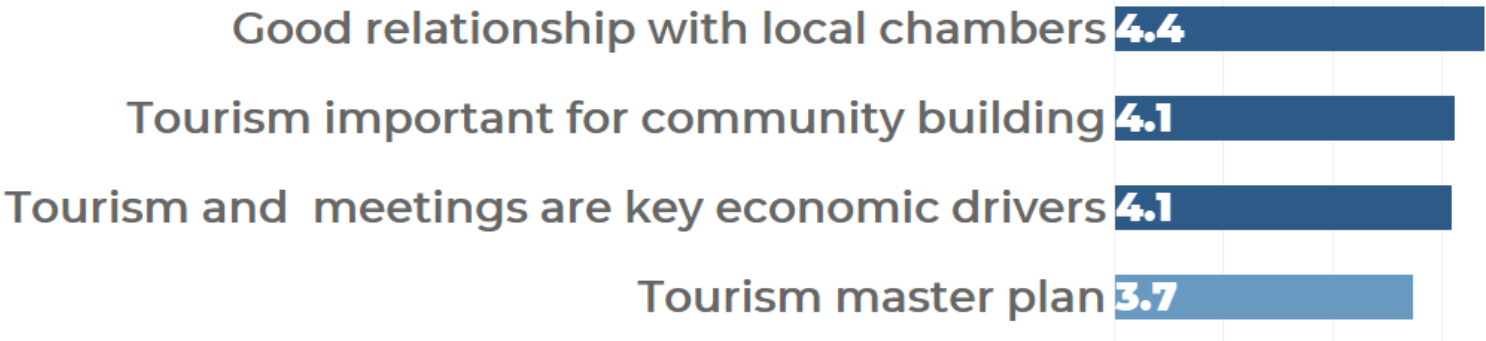 Good relationship with local chambers 4.4
Tourism important for community building 4.1
Tourism and  meetings are key economic drivers 4.1
Tourism master plan 3.7